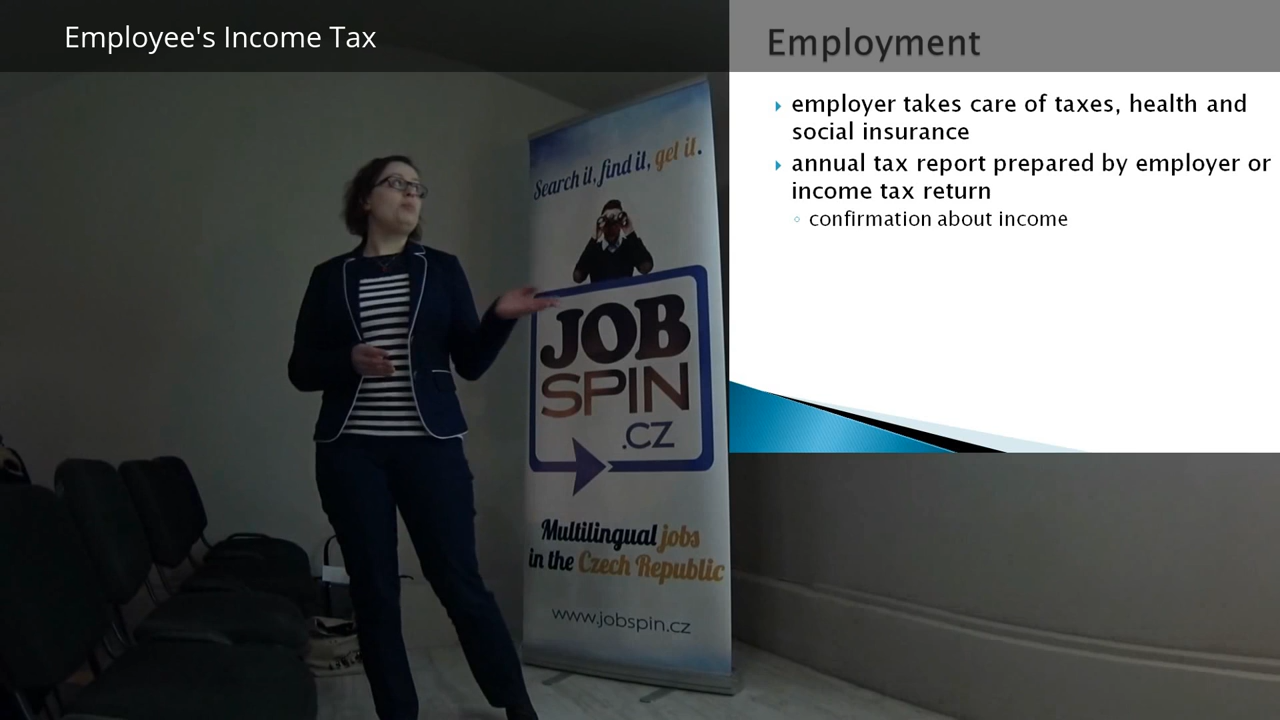 Employee's Income Tax
Employment
employer takes care of taxes, health and
social insurance
annual tax report prepared by employer or
income tax return
confirmation about income
Search it, find it, get it.
JOB
SPIN
.CZ
Multilingual jobs
in the Czech Republic
www.jobspin.cz